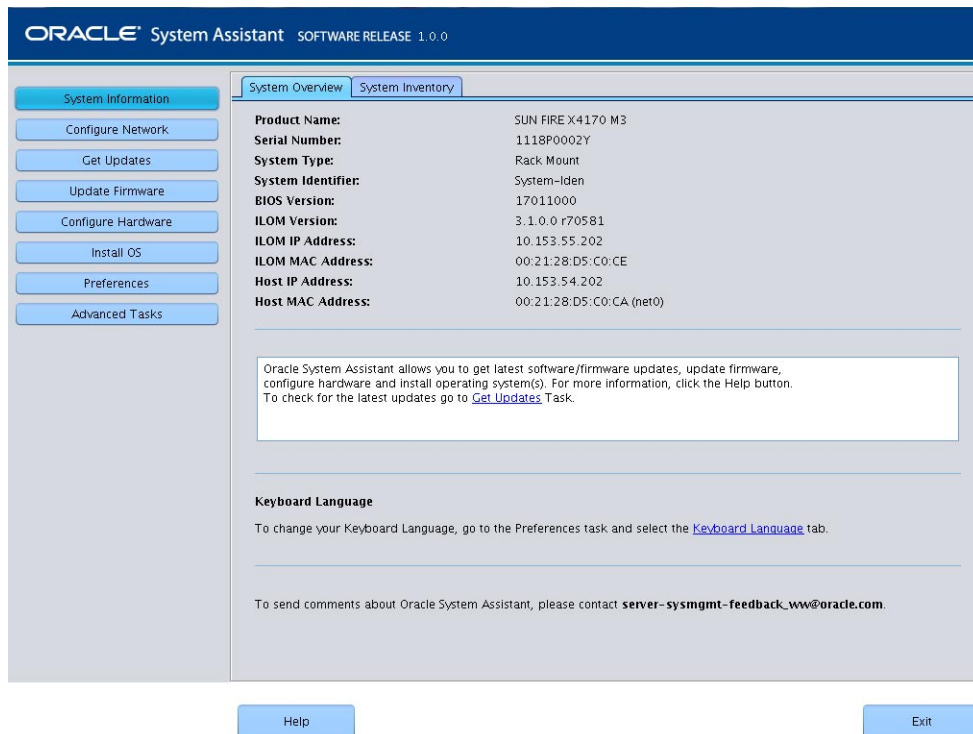 ORACLE® System Assistant SOFTWARE RELEASE 1.0.0
System Information
Configure Network
Get Updates
Update Firmware
Configure Hardware
Install OS
Preferences
Advanced Tasks
System Overview
System Inventory
Product Name: SUN FIRE X4170 M3
Serial Number: 1118P0002Y
System Type: Rack Mount
System Identifier: System-Iden
BIOS Version: 17011000
ILOM Version: 3.1.0.0 r70581
ILOM IP Address: 10.153.55.202
ILOM MAC Address: 00:21:28:D5:C0:CE
Host IP Address: 10.153.54.202
Host MAC Address: 00:21:28:D5:C0:CA (net0)
Oracle System Assistant allows you to get latest software/firmware updates, update firmware,
configure hardware and install operating system(s). For more information, click the Help button.
To check for the latest updates go to Get Updates Task.
Keyboard Language
To change your Keyboard Language, go to the Preferences task and select the Keyboard Language tab.
To send comments about Oracle System Assistant, please contact server-sysmgmt-feedback_ww@oracle.com.
Help
Exit